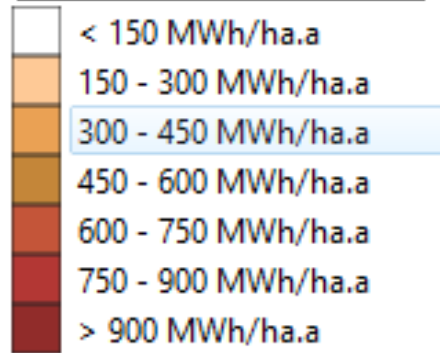 < 150 MWh/ha.a
150 - 300 MWh/ha.a
300 - 450 MWh/ha.a
450 - 600 MWh/ha.a
600 - 750 MWh/ha.a
750 - 900 MWh/ha.a
> 900 MWh/ha.a